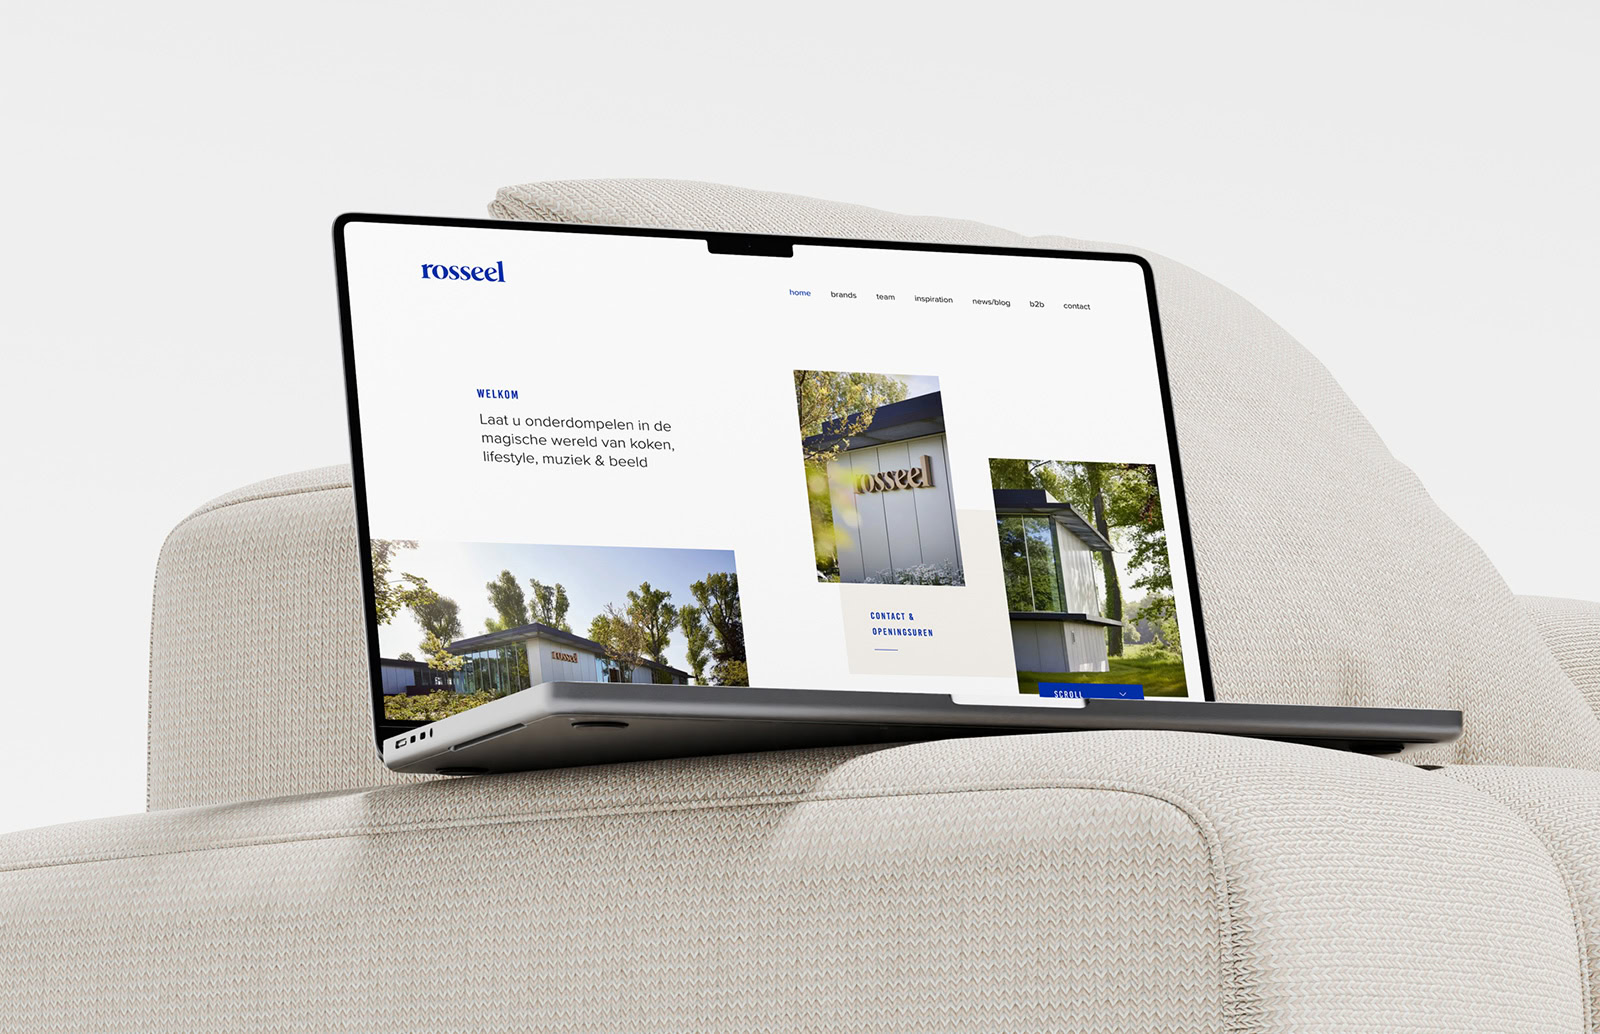 rosseel
home brands team inspiration news/blog b2b contact
WELKOM
Laat u onderdompelen in de
magische wereld van koken,
lifestyle, muziek & beeld
rosseel
rosseel
CONTACT &
OPENINGSUREN
SCROLL